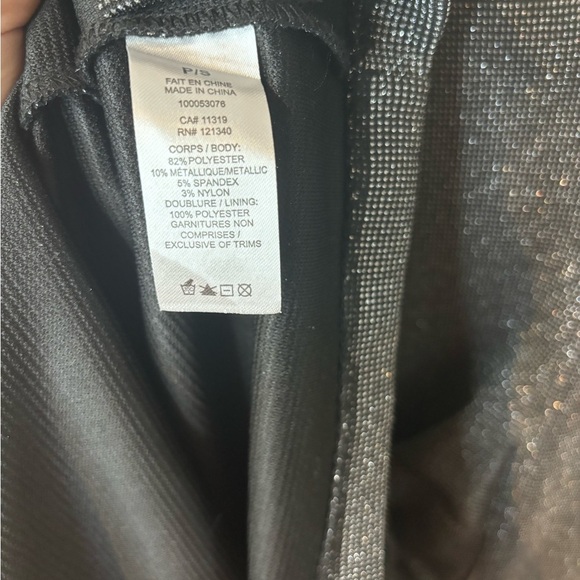 P/S
FAIT EN CHINE
MADE IN CHINA
100053076
CA# 11319
RN# 121340
CORPS / BODY:
82% POLYESTER
10% MÉTALLIQUE/METALLIC
5% SPANDEX
3% NYLON
DOUBLURE / LINING:
100% POLYESTER
GARNITURES NON
COMPRISES /
EXCLUSIVE OF TRIMS